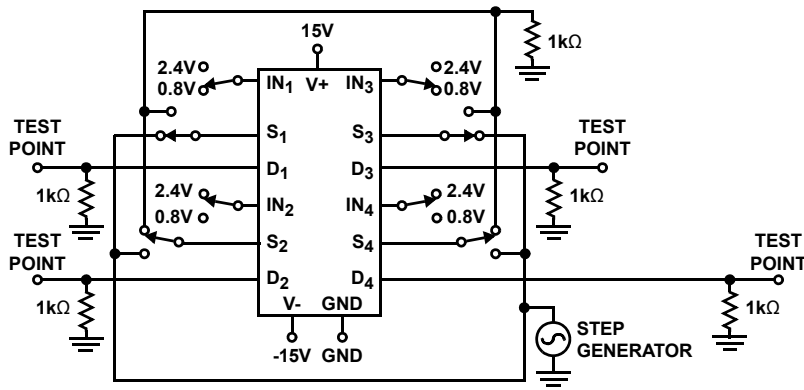 1kΩ
15V
V+
2.4V
0.8V
IN1
IN3
2.4V
0.8V
TEST
POINT
S1
S3
TEST
POINT
D1
D3
1kΩ
2.4V
0.8V
IN2
IN4
2.4V
0.8V
1kΩ
TEST
POINT
S2
S4
TEST
POINT
D2
D4
1kΩ
V-
GND
1kΩ
-15V
GND
STEP
GENERATOR